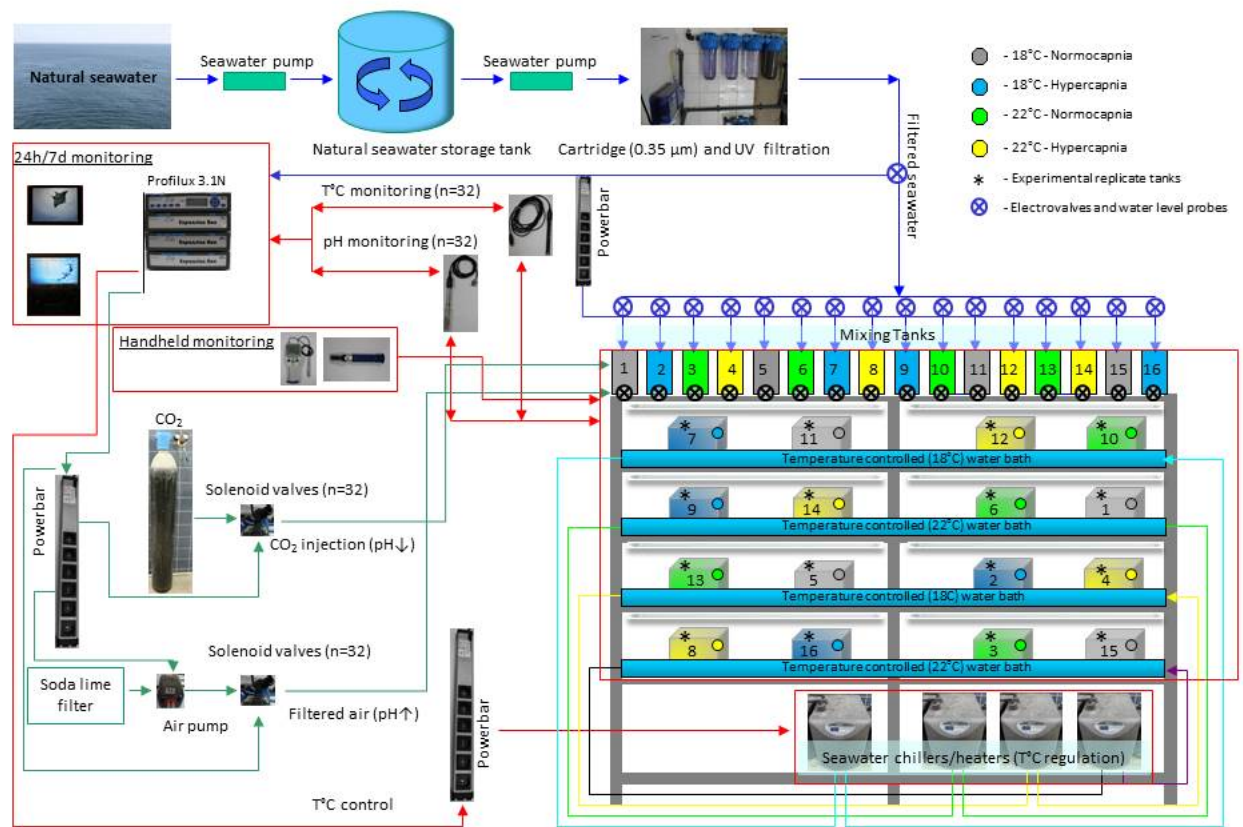 Natural seawater
Seawater pump
Seawater pump
Natural seawater storage tank
Cartridge (0.35 µm) and UV filtration
Filtered seawater
- 18°C - Normocapnia
- 18°C - Hypercapnia
- 22°C - Normocapnia
- 22°C - Hypercapnia
* - Experimental replicate tanks
- Electrovalves and water level probes
24h/7d monitoring
Profilux 3.1N
T°C monitoring (n=32)
pH monitoring (n=32)
Powerbar
Handheld monitoring
Mixing Tanks
1 2 3 4 5 6 7 8 9 10 11 12 13 14 15 16
* 7 * 11 * 12 * 10
Temperature controlled (18°C) water bath
* 9 * 14 * 6 * 1
Temperature controlled (22°C) water bath
* 13 * 5 * 2 * 4
Temperature controlled (18C) water bath
* 8 * 16 * 3 * 15
Temperature controlled (22°C) water bath
Seawater chillers/heaters (T°C regulation)
CO₂
Solenoid valves (n=32)
CO₂ injection (pH↓)
Powerbar
Solenoid valves (n=32)
Soda lime
filter
Air pump
Filtered air (pH↑)
Powerbar
T°C control